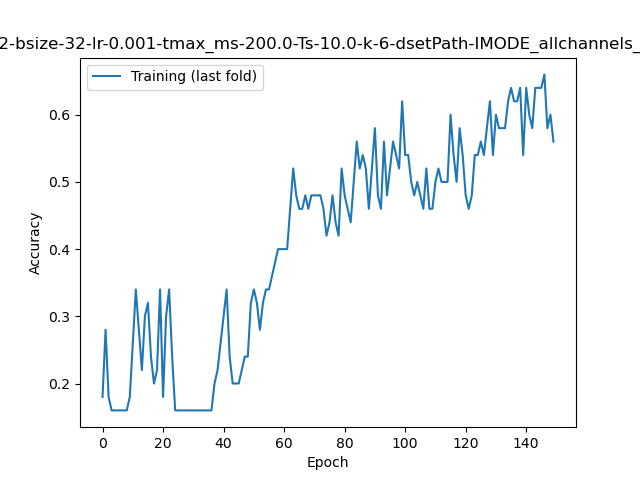 2-bsize-32-lr-0.001-tmax_ms-200.0-Ts-10.0-k-6-dsetPath-IMODE_allchannels_
Training (last fold)
0.6
0.5
0.4
0.3
0.2
Accuracy
0 20 40 60 80 100 120 140
Epoch